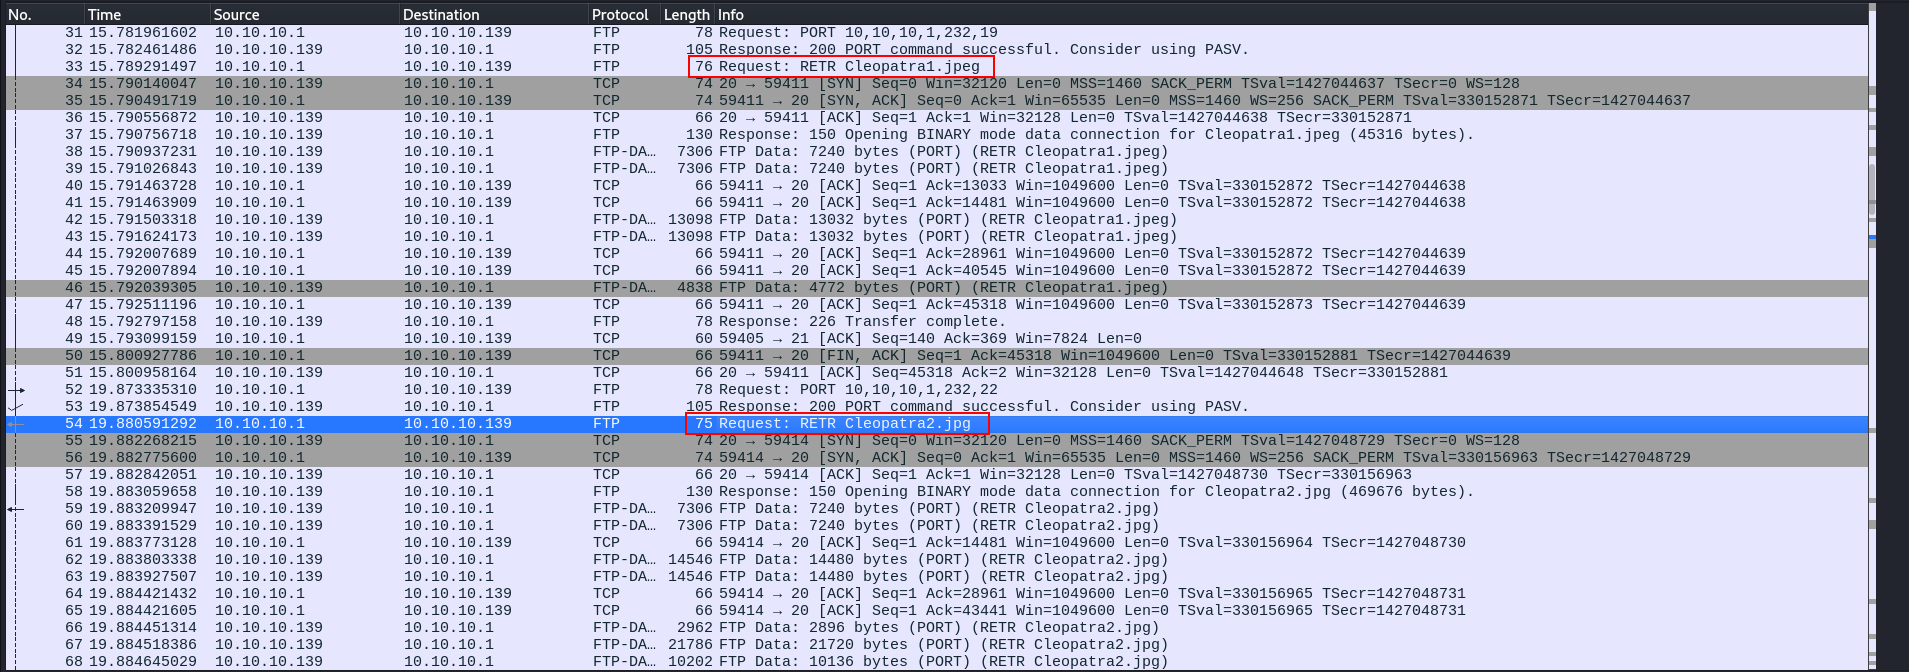 No. Time Source Destination Protocol Length Info
31 15.781961602 10.10.10.1 10.10.10.139 FTP 78 Request: PORT 10,10,10,1,232,19
32 15.782461486 10.10.10.139 10.10.10.1 FTP 105 Response: 200 PORT command successful. Consider using PASV.
33 15.789291497 10.10.10.1 10.10.10.139 FTP 76 Request: RETR Cleopatra1.jpeg
34 15.790140047 10.10.10.139 10.10.10.1 TCP 74 20 → 59411 [SYN] Seq=0 Win=32120 Len=0 MSS=1460 SACK_PERM TSval=1427044637 TSecr=0 WS=128
35 15.790491719 10.10.10.1 10.10.10.139 TCP 74 59411 → 20 [SYN, ACK] Seq=0 Ack=1 Win=65535 Len=0 MSS=1460 WS=256 SACK_PERM TSval=330152871 TSecr=1427044637
36 15.790556872 10.10.10.139 10.10.10.1 TCP 66 20 → 59411 [ACK] Seq=1 Ack=1 Win=32128 Len=0 TSval=1427044638 TSecr=330152871
37 15.790756718 10.10.10.139 10.10.10.1 FTP 130 Response: 150 Opening BINARY mode data connection for Cleopatra1.jpeg (45316 bytes).
38 15.790937231 10.10.10.139 10.10.10.1 FTP-DA… 7306 FTP Data: 7240 bytes (PORT) (RETR Cleopatra1.jpeg)
39 15.791026843 10.10.10.139 10.10.10.1 FTP-DA… 7306 FTP Data: 7240 bytes (PORT) (RETR Cleopatra1.jpeg)
40 15.791463728 10.10.10.1 10.10.10.139 TCP 66 59411 → 20 [ACK] Seq=1 Ack=13033 Win=1049600 Len=0 TSval=330152872 TSecr=1427044638
41 15.791463909 10.10.10.1 10.10.10.139 TCP 66 59411 → 20 [ACK] Seq=1 Ack=14481 Win=1049600 Len=0 TSval=330152872 TSecr=1427044638
42 15.791503318 10.10.10.139 10.10.10.1 FTP-DA… 13098 FTP Data: 13032 bytes (PORT) (RETR Cleopatra1.jpeg)
43 15.791624173 10.10.10.139 10.10.10.1 FTP-DA… 13098 FTP Data: 13032 bytes (PORT) (RETR Cleopatra1.jpeg)
44 15.792007689 10.10.10.1 10.10.10.139 TCP 66 59411 → 20 [ACK] Seq=1 Ack=28961 Win=1049600 Len=0 TSval=330152872 TSecr=1427044639
45 15.792007894 10.10.10.1 10.10.10.139 TCP 66 59411 → 20 [ACK] Seq=1 Ack=40545 Win=1049600 Len=0 TSval=330152872 TSecr=1427044639
46 15.792039305 10.10.10.139 10.10.10.1 FTP-DA… 4838 FTP Data: 4772 bytes (PORT) (RETR Cleopatra1.jpeg)
47 15.792511196 10.10.10.1 10.10.10.139 TCP 66 59411 → 20 [ACK] Seq=1 Ack=45318 Win=1049600 Len=0 TSval=330152873 TSecr=1427044639
48 15.792797158 10.10.10.139 10.10.10.1 FTP 78 Response: 226 Transfer complete.
49 15.793099159 10.10.10.1 10.10.10.139 TCP 60 59405 → 21 [ACK] Seq=140 Ack=369 Win=7824 Len=0
50 15.800927786 10.10.10.1 10.10.10.139 TCP 66 59411 → 20 [FIN, ACK] Seq=1 Ack=45318 Win=1049600 Len=0 TSval=330152881 TSecr=1427044639
51 15.800958164 10.10.10.139 10.10.10.1 TCP 66 20 → 59411 [ACK] Seq=45318 Ack=2 Win=32128 Len=0 TSval=1427044648 TSecr=330152881
52 19.873335310 10.10.10.1 10.10.10.139 FTP 78 Request: PORT 10,10,10,1,232,22
53 19.873854549 10.10.10.139 10.10.10.1 FTP 105 Response: 200 PORT command successful. Consider using PASV.
54 19.880591292 10.10.10.1 10.10.10.139 FTP 75 Request: RETR Cleopatra2.jpg
55 19.882268215 10.10.10.139 10.10.10.1 TCP 74 20 → 59414 [SYN] Seq=0 Win=32120 Len=0 MSS=1460 SACK_PERM TSval=1427048729 TSecr=0 WS=128
56 19.882775600 10.10.10.1 10.10.10.139 TCP 74 59414 → 20 [SYN, ACK] Seq=0 Ack=1 Win=65535 Len=0 MSS=1460 WS=256 SACK_PERM TSval=330156963 TSecr=1427048729
57 19.882842051 10.10.10.139 10.10.10.1 TCP 66 20 → 59414 [ACK] Seq=1 Ack=1 Win=32128 Len=0 TSval=1427048730 TSecr=330156963
58 19.883059658 10.10.10.139 10.10.10.1 FTP 130 Response: 150 Opening BINARY mode data connection for Cleopatra2.jpg (469676 bytes).
59 19.883209947 10.10.10.139 10.10.10.1 FTP-DA… 7306 FTP Data: 7240 bytes (PORT) (RETR Cleopatra2.jpg)
60 19.883391529 10.10.10.139 10.10.10.1 FTP-DA… 7306 FTP Data: 7240 bytes (PORT) (RETR Cleopatra2.jpg)
61 19.883773128 10.10.10.1 10.10.10.139 TCP 66 59414 → 20 [ACK] Seq=1 Ack=14481 Win=1049600 Len=0 TSval=330156964 TSecr=1427048730
62 19.883803338 10.10.10.139 10.10.10.1 FTP-DA… 14546 FTP Data: 14480 bytes (PORT) (RETR Cleopatra2.jpg)
63 19.883927507 10.10.10.139 10.10.10.1 FTP-DA… 14546 FTP Data: 14480 bytes (PORT) (RETR Cleopatra2.jpg)
64 19.884421432 10.10.10.1 10.10.10.139 TCP 66 59414 → 20 [ACK] Seq=1 Ack=28961 Win=1049600 Len=0 TSval=330156965 TSecr=1427048731
65 19.884421605 10.10.10.1 10.10.10.139 TCP 66 59414 → 20 [ACK] Seq=1 Ack=43441 Win=1049600 Len=0 TSval=330156965 TSecr=1427048731
66 19.884451314 10.10.10.139 10.10.10.1 FTP-DA… 2962 FTP Data: 2896 bytes (PORT) (RETR Cleopatra2.jpg)
67 19.884518386 10.10.10.139 10.10.10.1 FTP-DA… 21786 FTP Data: 21720 bytes (PORT) (RETR Cleopatra2.jpg)
68 19.884645029 10.10.10.139 10.10.10.1 FTP-DA… 10202 FTP Data: 10136 bytes (PORT) (RETR Cleopatra2.jpg)